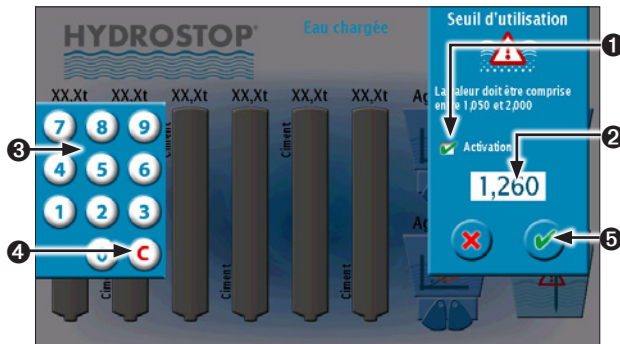 HYDROSTOP®
Eau chargée
Seuil d'utilisation
La valeur doit être comprise
entre 1,050 et 2,000
Activation
1,260
XX.Xt XX.Xt XX,Xt XX,Xt XX,Xt XX,Xt Ag
7 8 9
4 5 6
1 2 3
0 C
Ciment
Ciment
Ciment
Ciment
Ciment
Ag
1
2
3
4
5